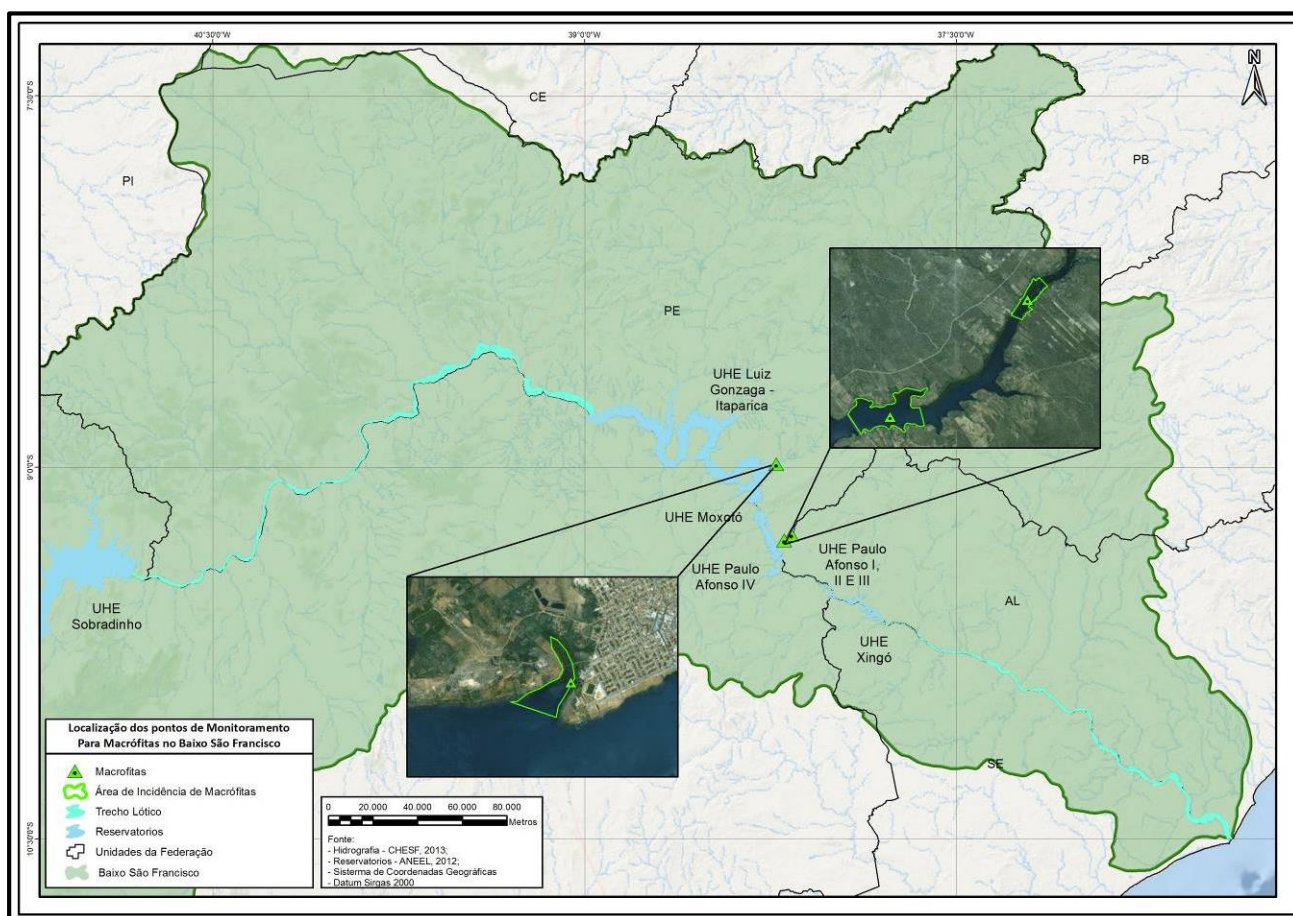 40°30'0"S
39°0'0"S
37°30'0"S
7°30'0"S
N
CE
PB
PI
PE
UHE Luiz
Gonzaga -
Itaparica
9°0'0"S
UHE Moxotó
UHE Paulo
Afonso IV
UHE Paulo
Afonso I,
II E III
UHE
Sobradinho
AL
UHE
Xingó
SE
10°30'0"S
Localização dos pontos de Monitoramento
Para Macrófitas no Baixo São Francisco
Macrofitas
Área de Incidência de Macrófitas
Trecho Lótico
Reservatorios
Unidades da Federação
Baixo São Francisco
0 20.000 40.000 60.000 80.000
Metros
Fonte:
- Hidrografia - CHESF, 2013;
- Reservatorios - ANEEL, 2012;
- Sisterma de Coordenadas Geográficas
- Datum Sirgas 2000